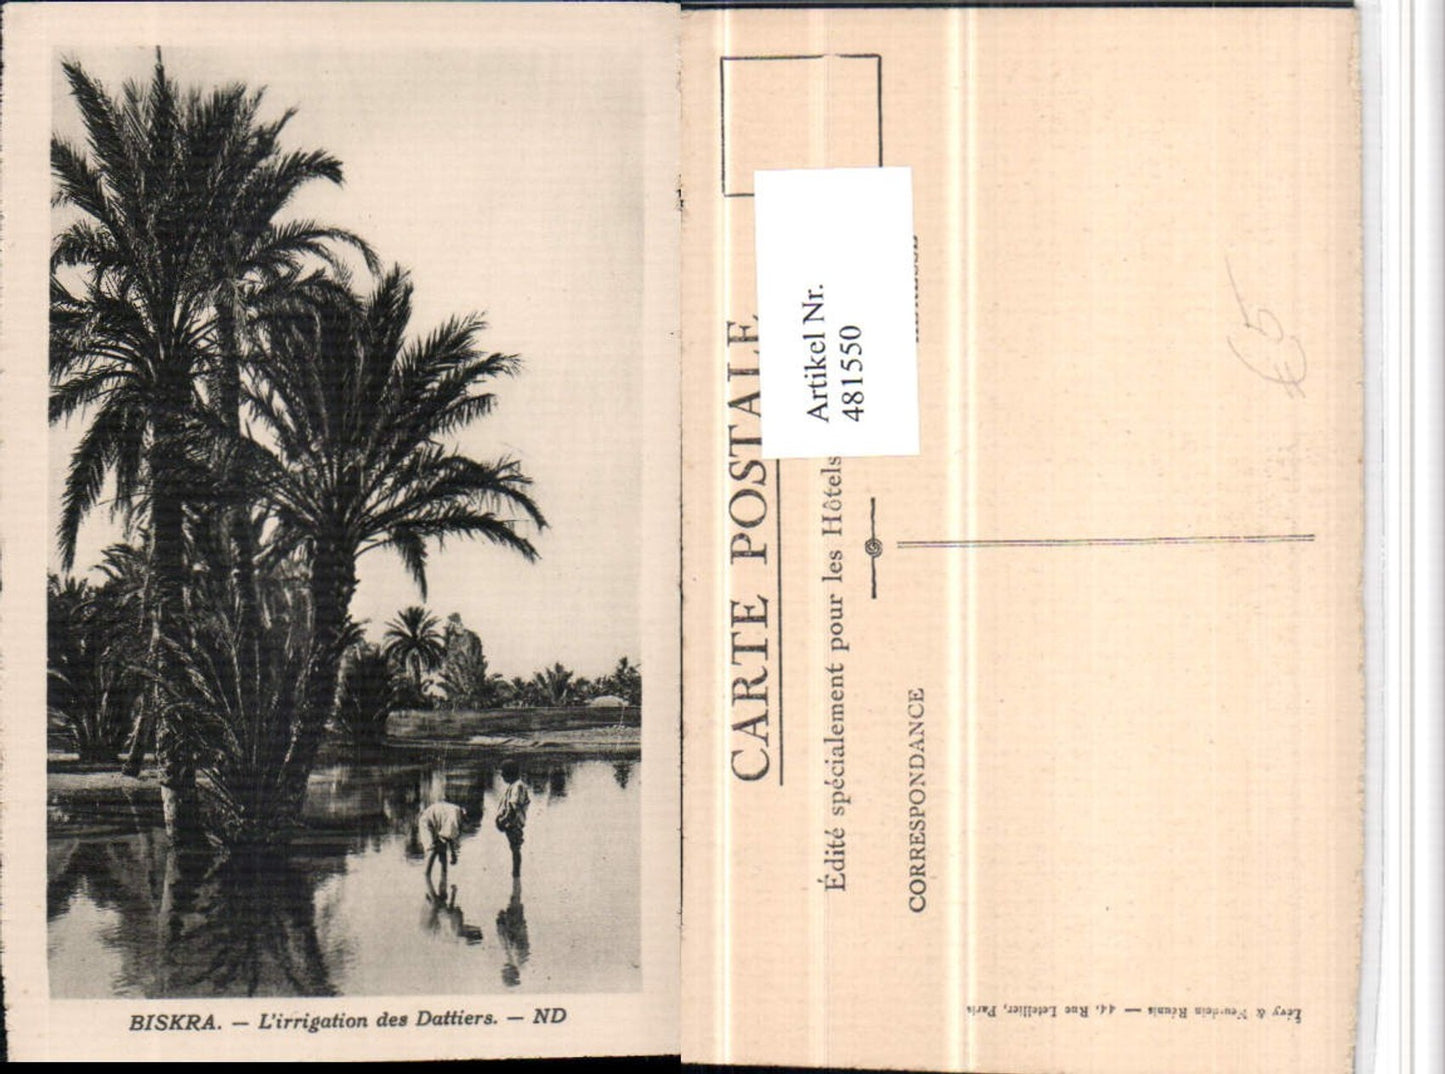 BISKRA. — L'irrigation des Dattiers. — ND
CARTE POSTALE
Édité spécialement pour les Hôtels
CORRESPONDANCE
Artikel Nr.
481550
€5
Lévy & Neurdein Réunis — 44, Rue Letellier, Paris